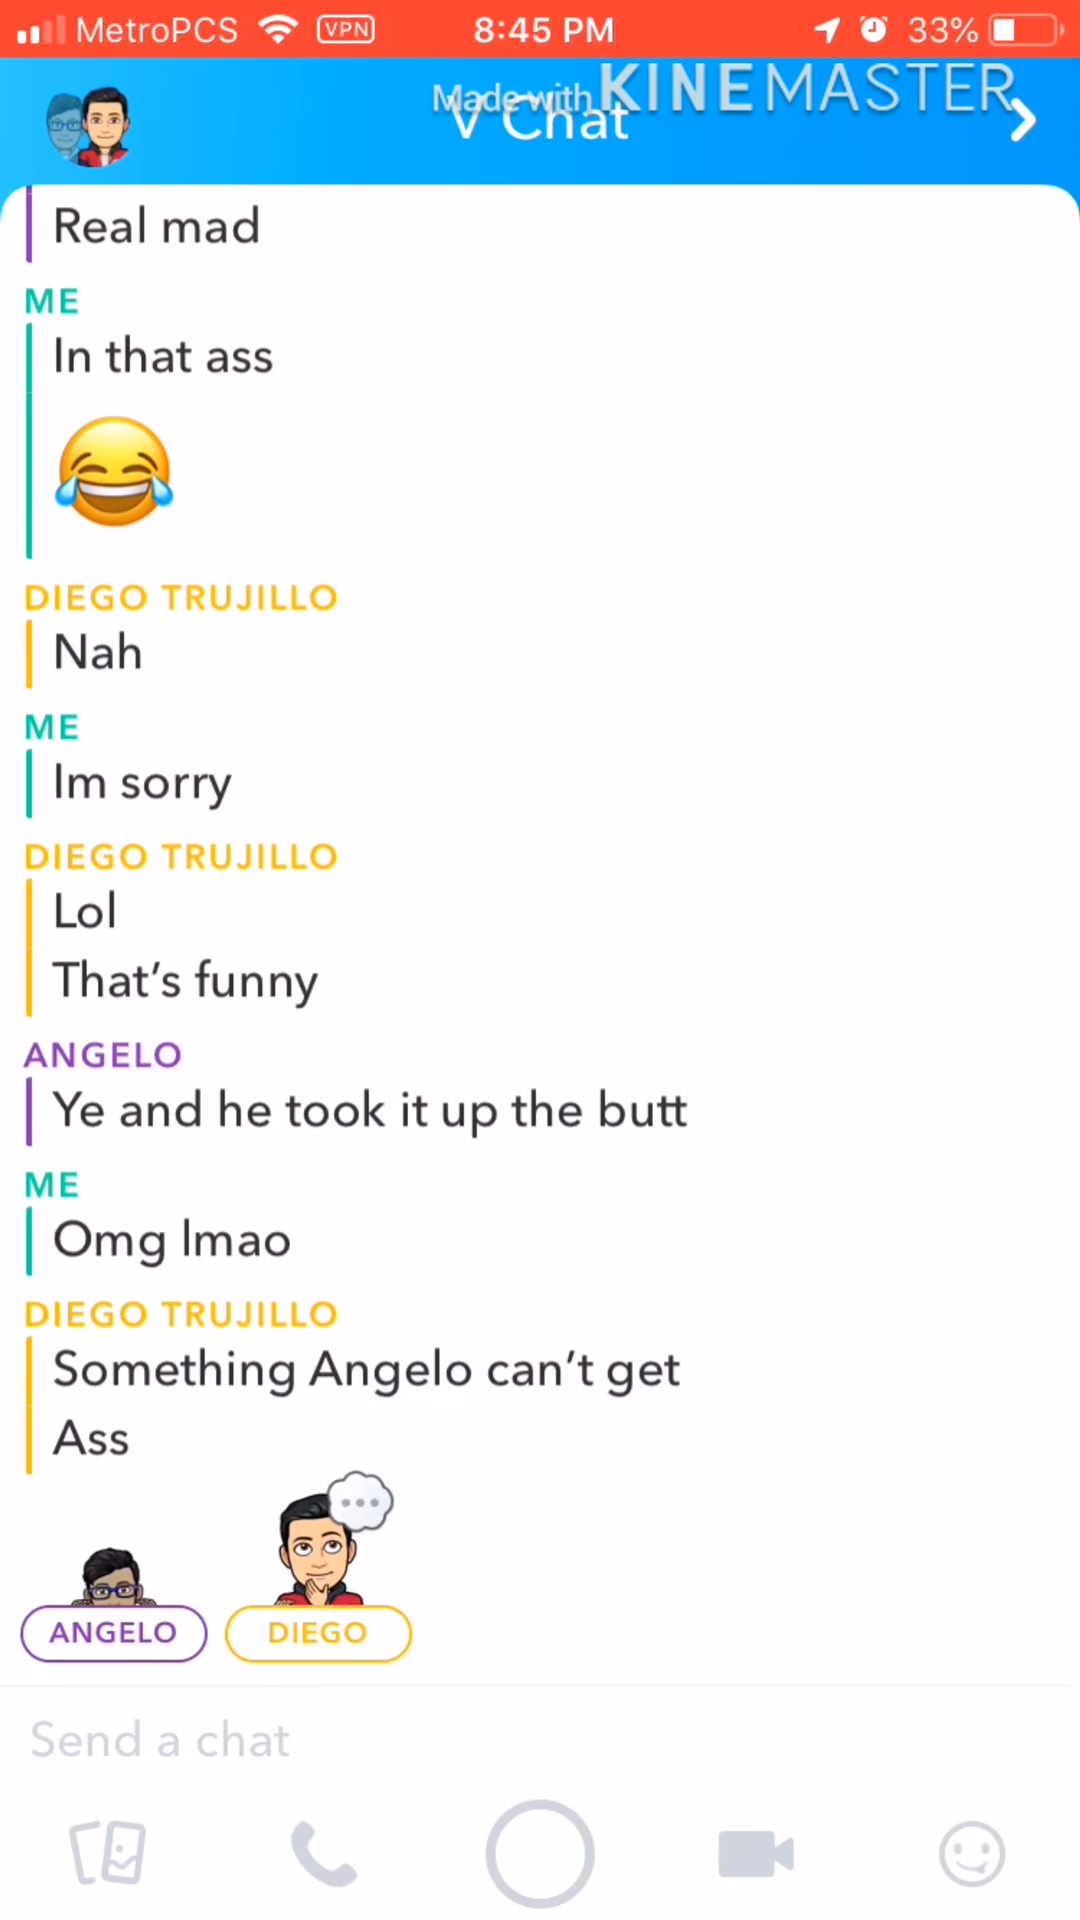 MetroPCS VPN 8:45 PM 33%
Made with KINEMASTER
V Chat
Real mad
ME
In that ass
DIEGO TRUJILLO
Nah
ME
Im sorry
DIEGO TRUJILLO
Lol
That's funny
ANGELO
Ye and he took it up the butt
ME
Omg lmao
DIEGO TRUJILLO
Something Angelo can't get
Ass
ANGELO DIEGO
Send a chat